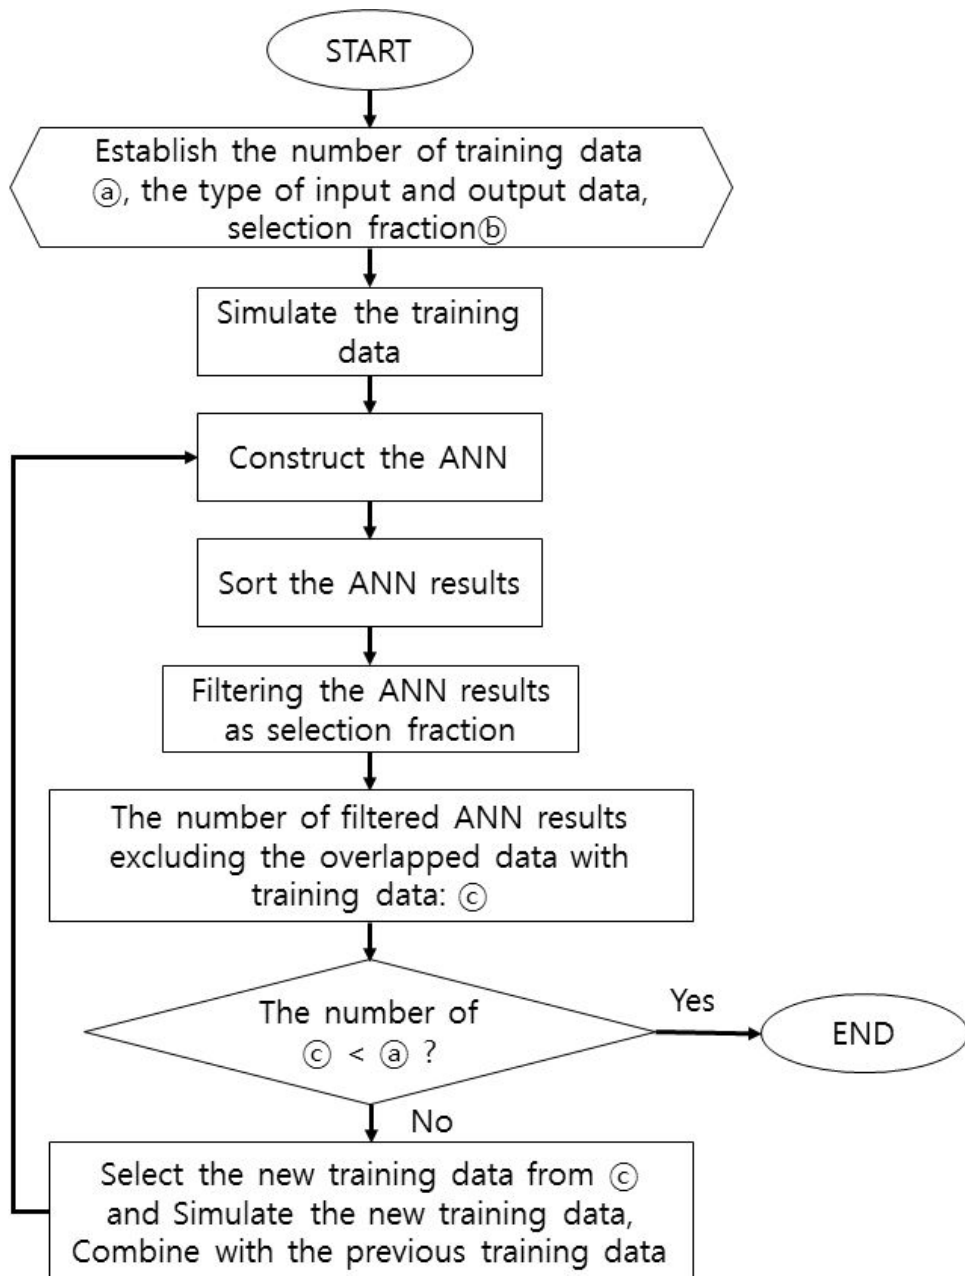 START
Establish the number of training data
ⓐ, the type of input and output data,
selection fractionⓑ
Simulate the training
data
Construct the ANN
Sort the ANN results
Filtering the ANN results
as selection fraction
The number of filtered ANN results
excluding the overlapped data with
training data: ⓒ
The number of
ⓒ < ⓐ ?
Yes
END
No
Select the new training data from ⓒ
and Simulate the new training data,
Combine with the previous training data